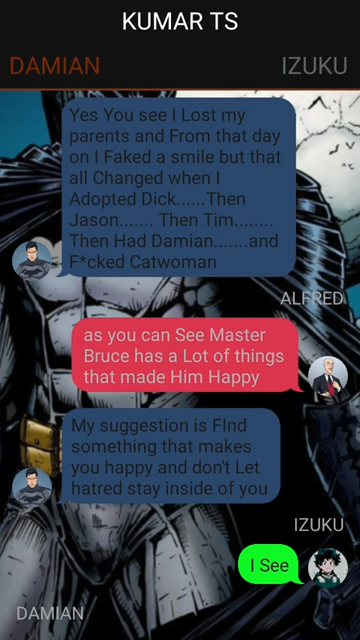 KUMAR TS
DAMIAN
IZUKU
Yes You see I Lost my
parents and From that day
on I Faked a smile but that
all Changed when I
Adopted Dick......Then
Jason....... Then Tim........
Then Had Damian.......and
F*cked Catwoman
ALFRED
as you can See Master
Bruce has a Lot of things
that made Him Happy
My suggestion is FInd
something that makes
you happy and don't Let
hatred stay inside of you
IZUKU
I See
DAMIAN